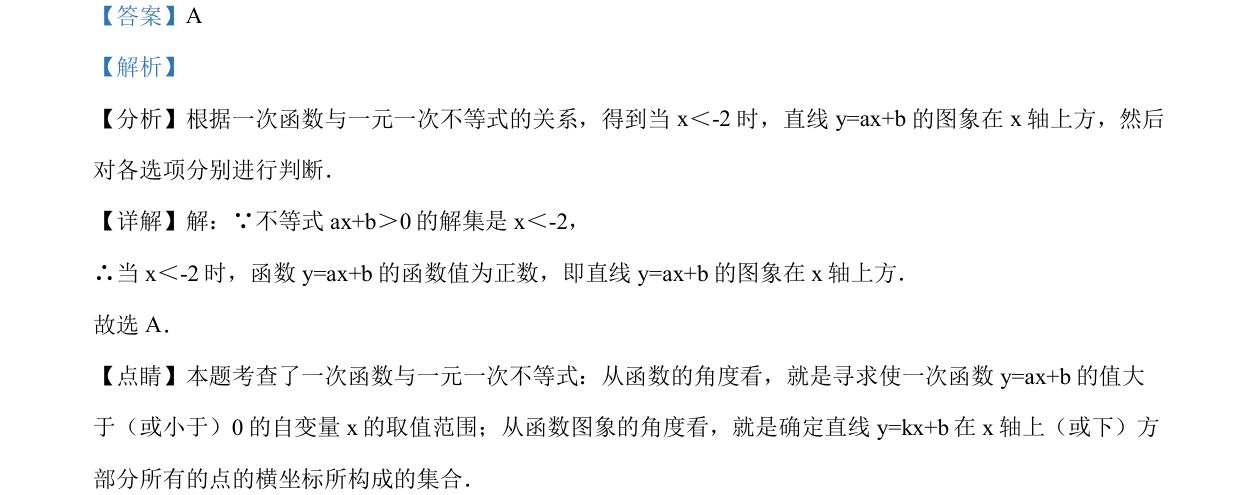 【答案】A
【解析】
【分析】根据一次函数与一元一次不等式的关系，得到当 x＜-2 时，直线 y=ax+b 的图象在 x 轴上方，然后
对各选项分别进行判断．
【详解】解：∵不等式 ax+b＞0 的解集是 x＜-2，
∴当 x＜-2 时，函数 y=ax+b 的函数值为正数，即直线 y=ax+b 的图象在 x 轴上方．
故选 A．
【点睛】本题考查了一次函数与一元一次不等式：从函数的角度看，就是寻求使一次函数 y=ax+b 的值大
于（或小于）0 的自变量 x 的取值范围；从函数图象的角度看，就是确定直线 y=kx+b 在 x 轴上（或下）方
部分所有的点的横坐标所构成的集合．